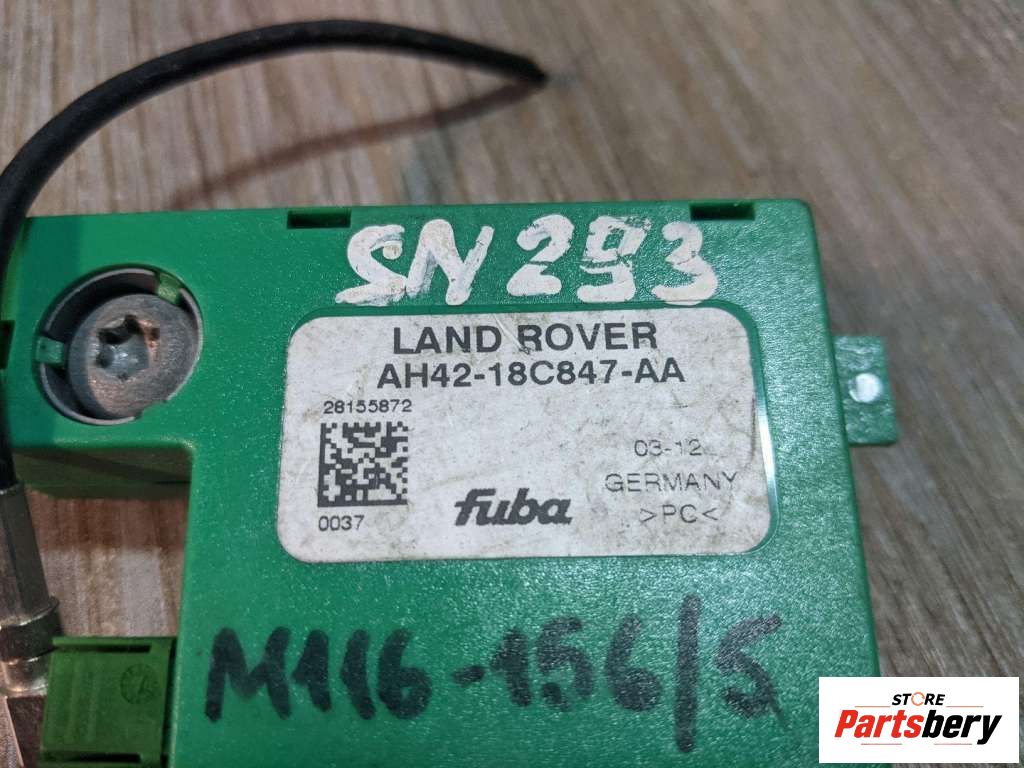 SN293
LAND ROVER
AH42-18C847-AA
28155872
03-12
GERMANY
fuba
0037
>PC<
M116-156/5
STORE
Partsbery